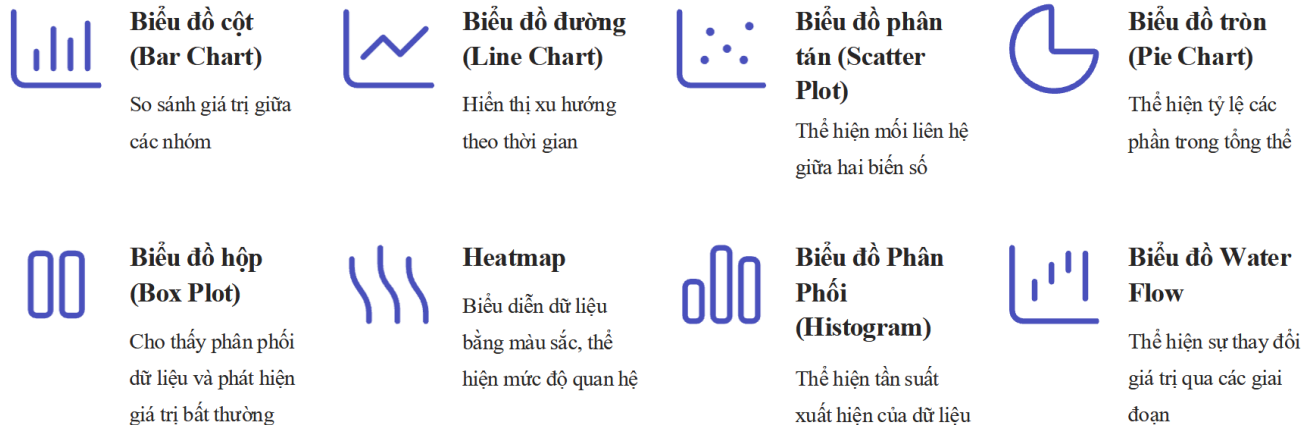 Biểu đồ cột
(Bar Chart)
So sánh giá trị giữa
các nhóm
Biểu đồ đường
(Line Chart)
Hiển thị xu hướng
theo thời gian
Biểu đồ phân
tán (Scatter
Plot)
Thể hiện mối liên hệ
giữa hai biến số
Biểu đồ tròn
(Pie Chart)
Thể hiện tỷ lệ các
phần trong tổng thể
Biểu đồ hộp
(Box Plot)
Cho thấy phân phối
dữ liệu và phát hiện
giá trị bất thường
Heatmap
Biểu diễn dữ liệu
bằng màu sắc, thể
hiện mức độ quan hệ
Biểu đồ Phân
Phối
(Histogram)
Thể hiện tần suất
xuất hiện của dữ liệu
Biểu đồ Water
Flow
Thể hiện sự thay đổi
giá trị qua các giai
đoạn